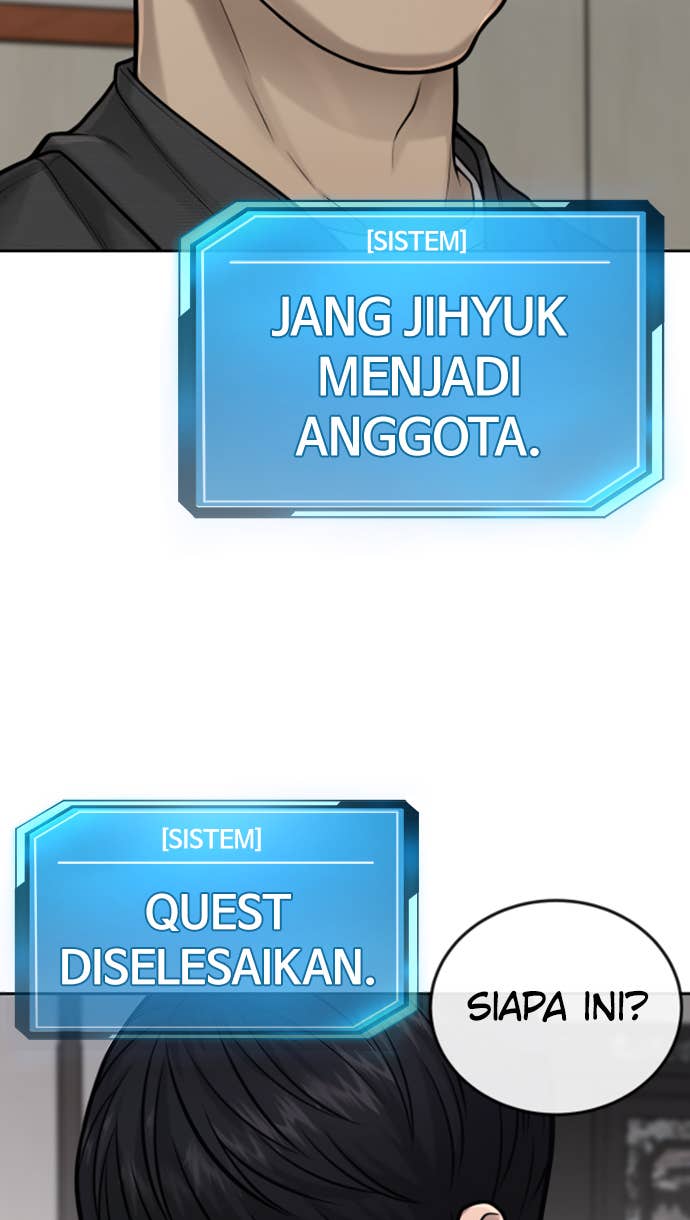 [SISTEM]
JANG JIHYUK
MENJADI
ANGGOTA.
[SISTEM]
QUEST
DISELESAIKAN.
SIAPA INI?